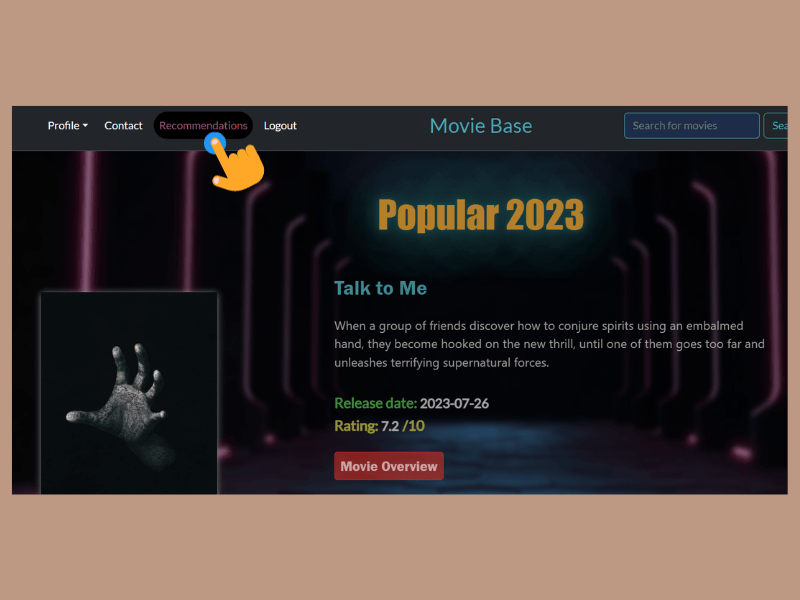 Profile Contact Recommendations Logout Movie Base Search for movies Sea
Popular 2023
Talk to Me
When a group of friends discover how to conjure spirits using an embalmed
hand, they become hooked on the new thrill, until one of them goes too far and
unleashes terrifying supernatural forces.
Release date: 2023-07-26
Rating: 7.2 /10
Movie Overview